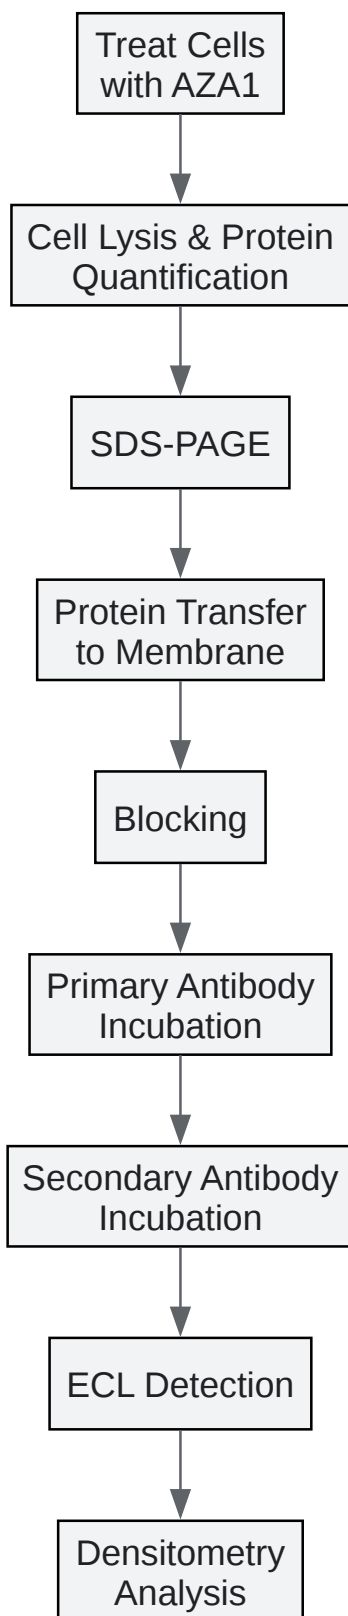 Treat Cells
with AZA1
Cell Lysis & Protein
Quantification
SDS-PAGE
Protein Transfer
to Membrane
Blocking
Primary Antibody
Incubation
Secondary Antibody
Incubation
ECL Detection
Densitometry
Analysis